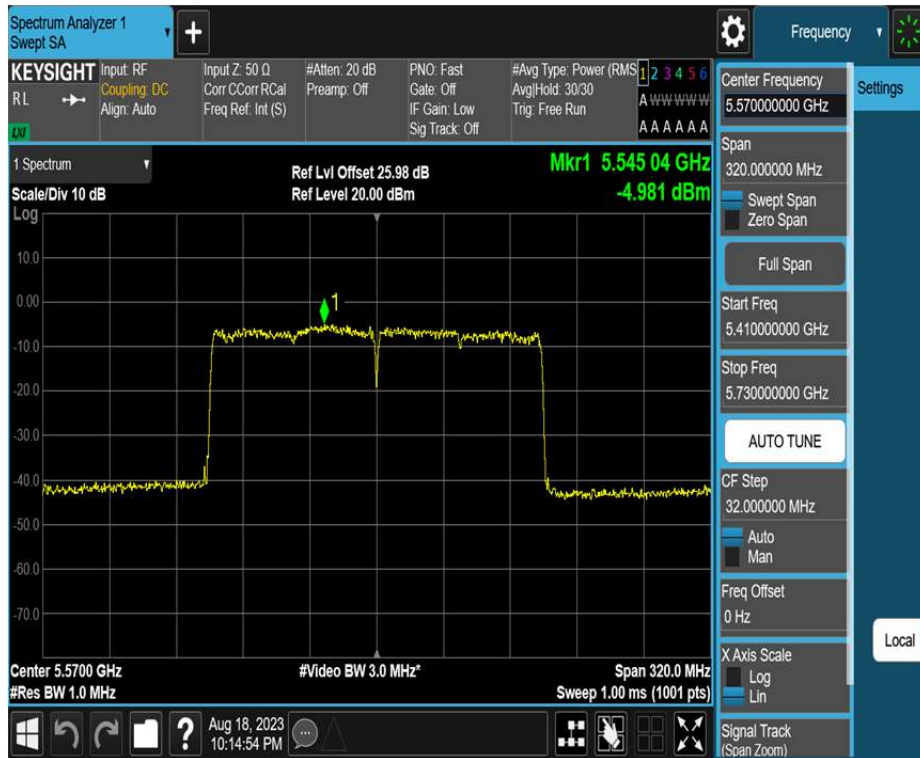 Spectrum Analyzer 1
Swept SA
+
Frequency
KEYSIGHT
RL
LXI
Input: RF
Coupling: DC
Align: Auto
Input Z: 50 Ω
Corr CCorr RCal
Freq Ref: Int (S)
#Atten: 20 dB
Preamp: Off
PNO: Fast
Gate: Off
IF Gain: Low
Sig Track: Off
#Avg Type: Power (RMS
Avg|Hold: 30/30
Trig: Free Run
1 2 3 4 5 6
A W W W W W
A A A A A A
Center Frequency
5.570000000 GHz
Settings
Span
320.000000 MHz
Swept Span
Zero Span
Full Span
Start Freq
5.410000000 GHz
Stop Freq
5.730000000 GHz
AUTO TUNE
CF Step
32.000000 MHz
Auto
Man
Freq Offset
0 Hz
X Axis Scale
Log
Lin
Signal Track
(Span Zoom)
Local
1 Spectrum
Scale/Div 10 dB
Log
Ref Lvl Offset 25.98 dB
Ref Level 20.00 dBm
Mkr1 5.545 04 GHz
-4.981 dBm
10.0
0.00
-10.0
-20.0
-30.0
-40.0
-50.0
-60.0
-70.0
1
Center 5.5700 GHz
#Res BW 1.0 MHz
#Video BW 3.0 MHz*
Span 320.0 MHz
Sweep 1.00 ms (1001 pts)
?
Aug 18, 2023
10:14:54 PM